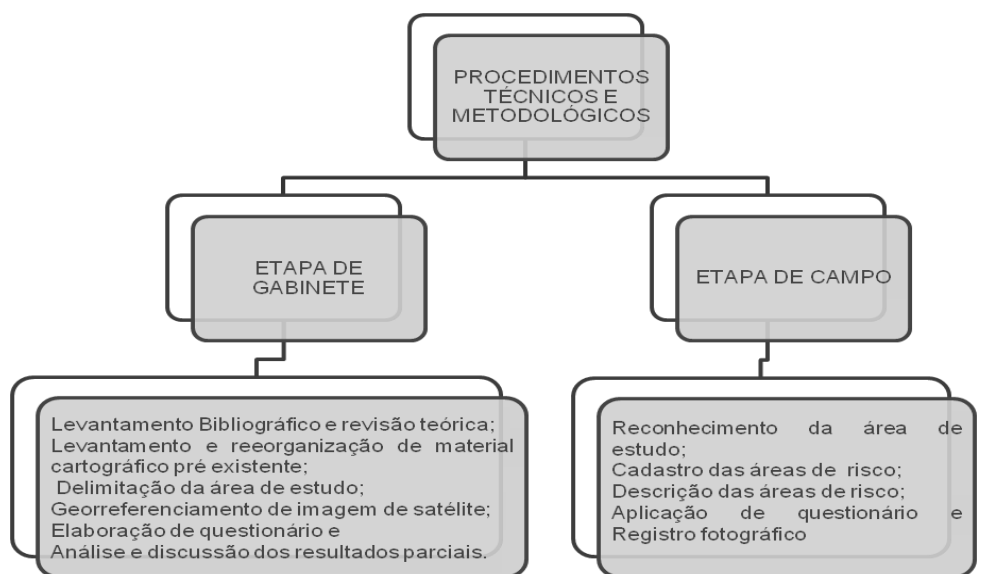 PROCEDIMENTOS
TÉCNICOS E
METODOLÓGICOS
ETAPA DE
GABINETE
ETAPA DE CAMPO
Levantamento Bibliográfico e revisão teórica;
Levantamento e reeorganização de material
cartográfico pré existente;
Delimitação da área de estudo;
Georreferenciamento de imagem de satélite;
Elaboração de questionário e
Análise e discussão dos resultados parciais.
Reconhecimento da área de
estudo;
Cadastro das áreas de risco;
Descrição das áreas de risco;
Aplicação de questionário e
Registro fotográfico